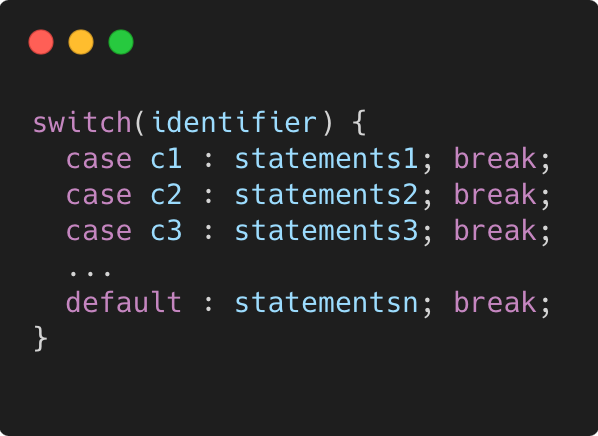 switch(identifier) {
  case c1 : statements1; break;
  case c2 : statements2; break;
  case c3 : statements3; break;
  ...
  default : statementsn; break;
}